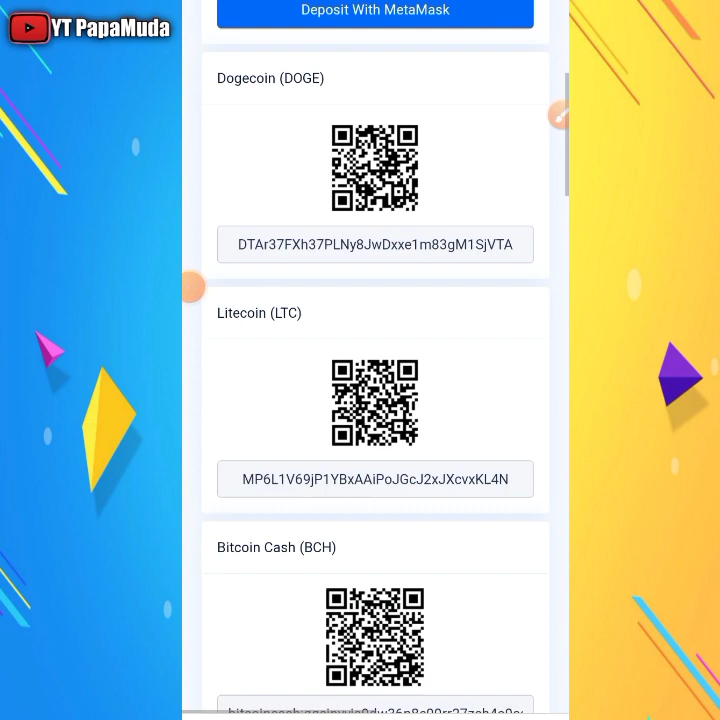 YT PapaMuda
Deposit With MetaMask
Dogecoin (DOGE)
DTAr37FXh37PLNy8JwDxxe1m83gM1SjVTA
Litecoin (LTC)
MP6L1V69jP1YBxAAiPoJGcJ2xJXcvxKL4N
Bitcoin Cash (BCH)